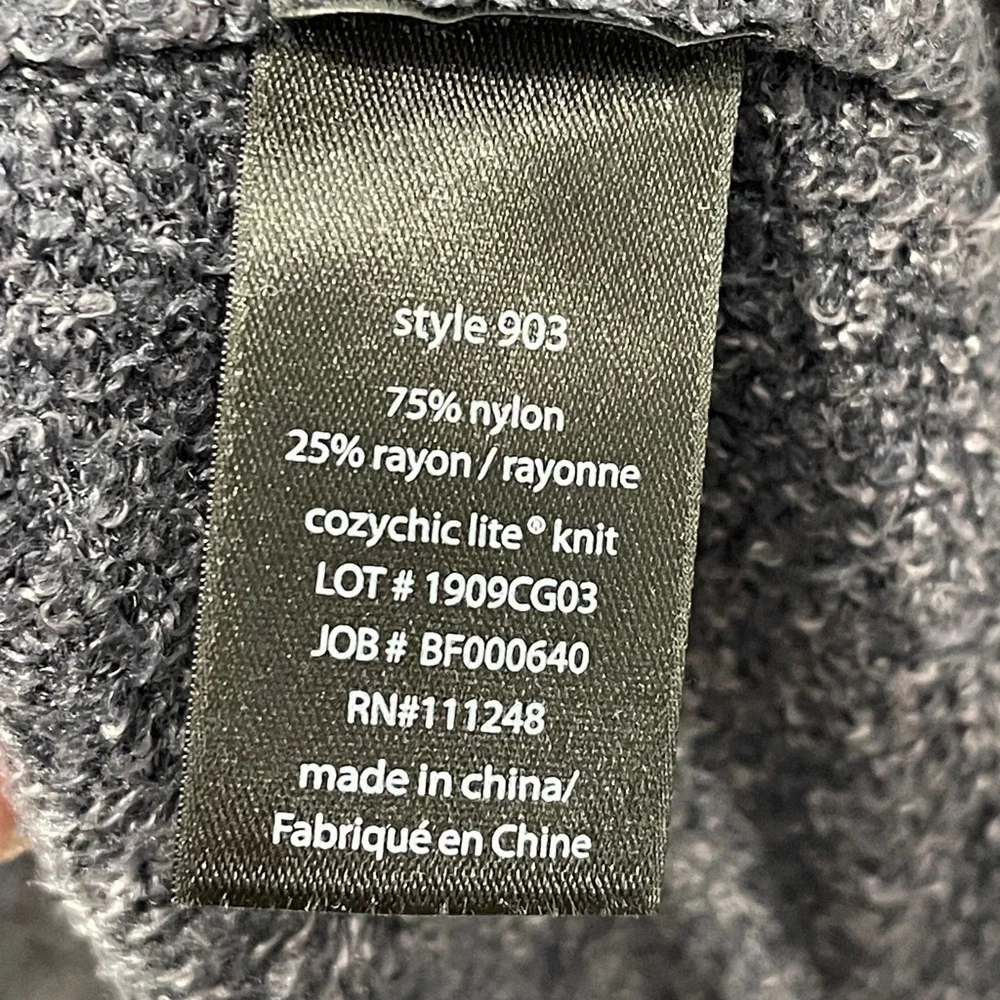 style 903
75% nylon
25% rayon / rayonne
cozychic lite® knit
LOT # 1909CG03
JOB # BF000640
RN#111248
made in china/
Fabriqué en Chine